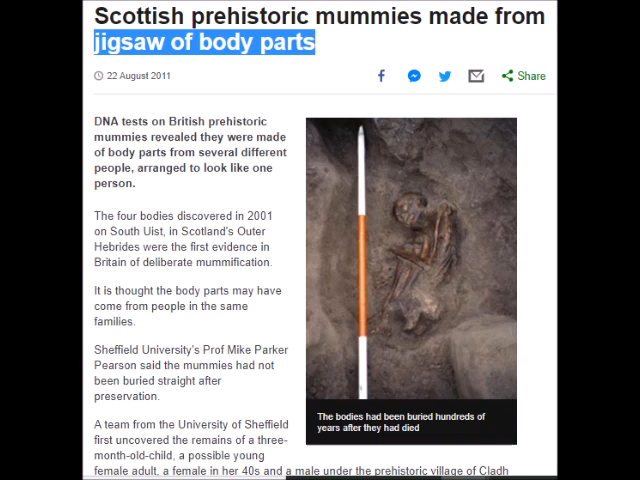 Scottish prehistoric mummies made from
jigsaw of body parts
22 August 2011
Share
DNA tests on British prehistoric
mummies revealed they were made
of body parts from several different
people, arranged to look like one
person.
The four bodies discovered in 2001
on South Uist, in Scotland's Outer
Hebrides were the first evidence in
Britain of deliberate mummification.
It is thought the body parts may have
come from people in the same
families.
Sheffield University's Prof Mike Parker
Pearson said the mummies had not
been buried straight after
preservation.
A team from the University of Sheffield
first uncovered the remains of a three-
month-old-child, a possible young
female adult, a female in her 40s and a male under the prehistoric village of Cladh
The bodies had been buried hundreds of
years after they had died